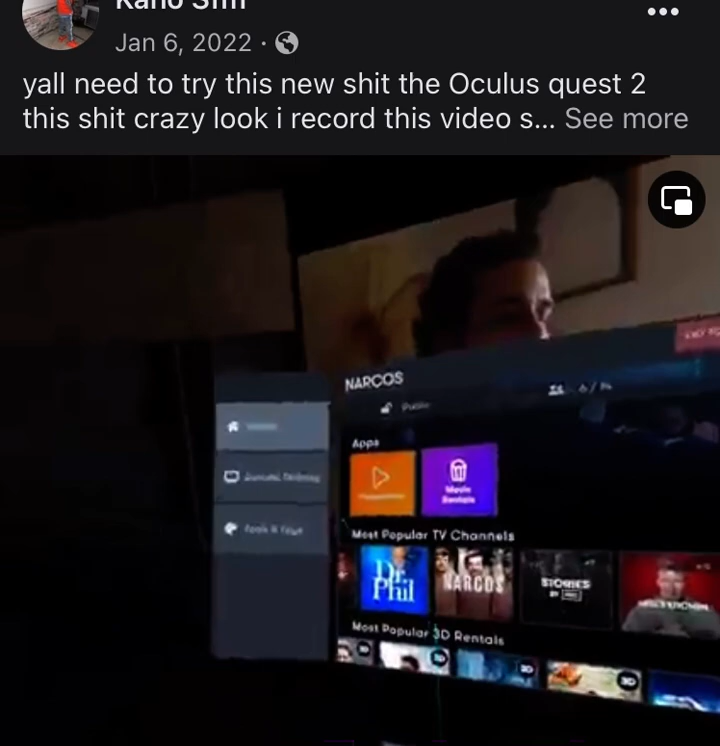 Jan 6, 2022 ·
yall need to try this new shit the Oculus quest 2
this shit crazy look i record this video s... See more
NARCOS
Public
Apps
Movie
Rentals
Most Popular TV Channels
Dr.
Phil
NARCOS
STORIES
BY
Most Popular 3D Rentals
3D
3D
3D
3D